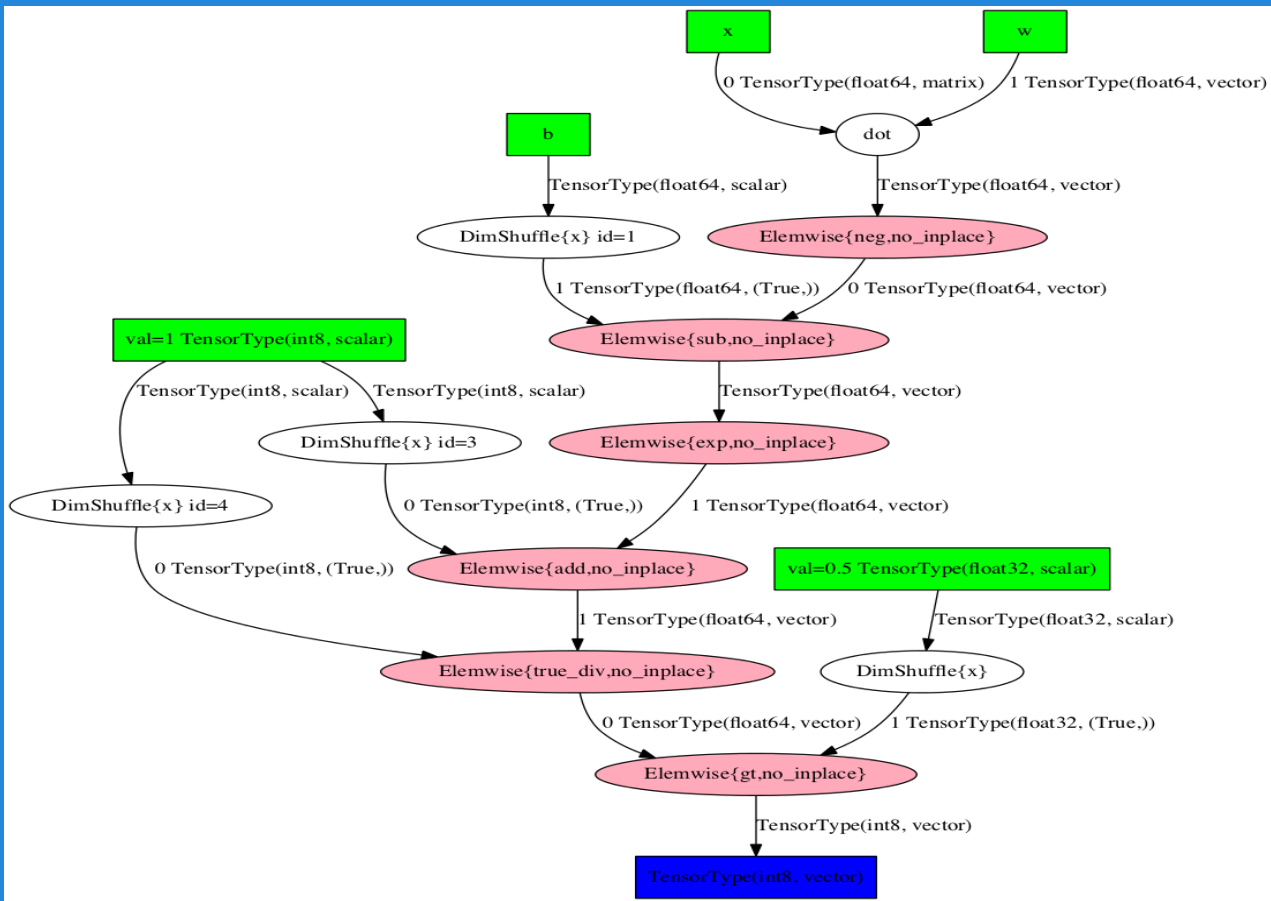 x
w
0 TensorType(float64, matrix)
1 TensorType(float64, vector)
b
dot
TensorType(float64, scalar)
TensorType(float64, vector)
DimShuffle{x} id=1
Elemwise{neg,no_inplace}
1 TensorType(float64, (True,))
0 TensorType(float64, vector)
val=1 TensorType(int8, scalar)
Elemwise{sub,no_inplace}
TensorType(int8, scalar)
TensorType(int8, scalar)
TensorType(float64, vector)
DimShuffle{x} id=3
Elemwise{exp,no_inplace}
DimShuffle{x} id=4
0 TensorType(int8, (True,))
1 TensorType(float64, vector)
0 TensorType(int8, (True,))
Elemwise{add,no_inplace}
val=0.5 TensorType(float32, scalar)
1 TensorType(float64, vector)
TensorType(float32, scalar)
Elemwise{true_div,no_inplace}
DimShuffle{x}
0 TensorType(float64, vector)
1 TensorType(float32, (True,))
Elemwise{gt,no_inplace}
TensorType(int8, vector)
TensorType(int8, vector)